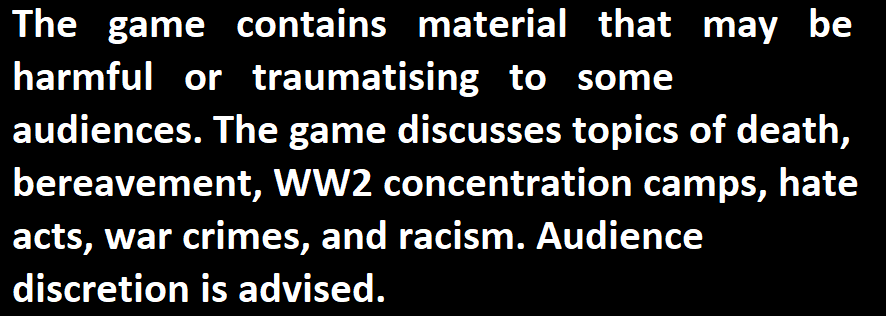 The game contains material that may be
harmful or traumatising to some
audiences. The game discusses topics of death,
bereavement, WW2 concentration camps, hate
acts, war crimes, and racism. Audience
discretion is advised.